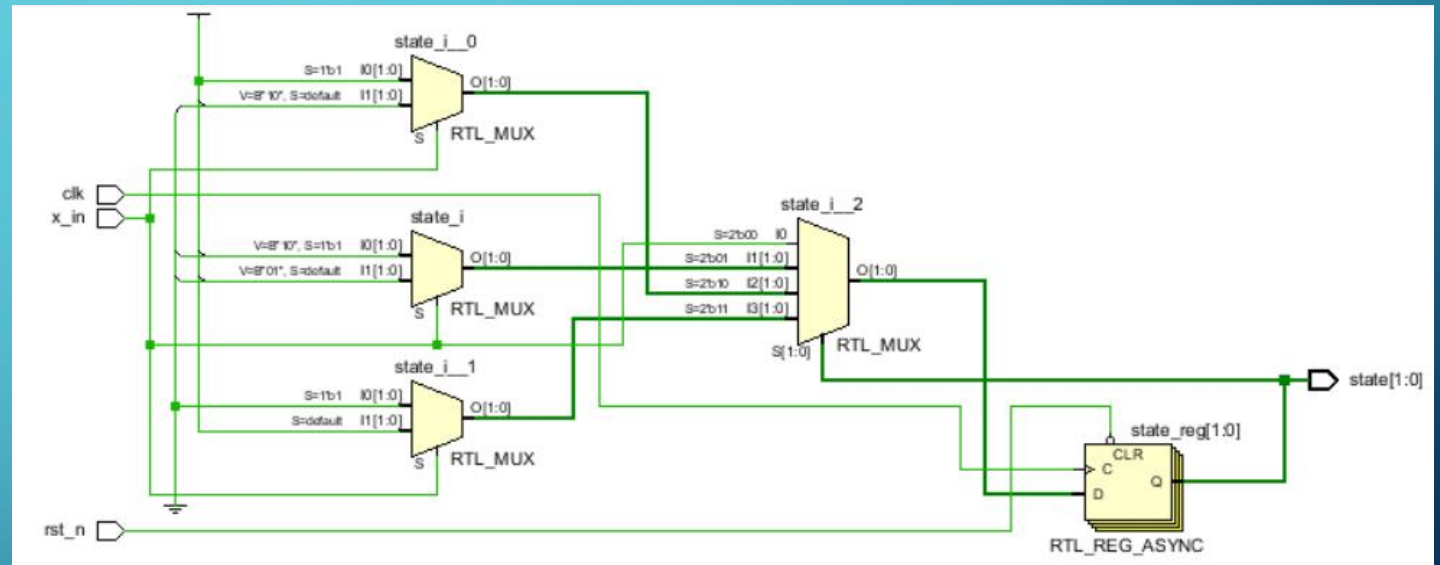 state_i__0
S=1'b1 I0[1:0]
V=B"10", S=default I1[1:0]
O[1:0]
S
RTL_MUX
clk
x_in
state_i
V=B"10", S=1'b1 I0[1:0]
V=B"01", S=default I1[1:0]
O[1:0]
S
RTL_MUX
state_i__2
S=2'b00 I0
S=2'b01 I1[1:0]
S=2'b10 I2[1:0]
S=2'b11 I3[1:0]
O[1:0]
S[1:0]
RTL_MUX
state_i__1
S=1'b1 I0[1:0]
S=default I1[1:0]
O[1:0]
S
RTL_MUX
state[1:0]
state_reg[1:0]
CLR
C
D
Q
RTL_REG_ASYNC
rst_n